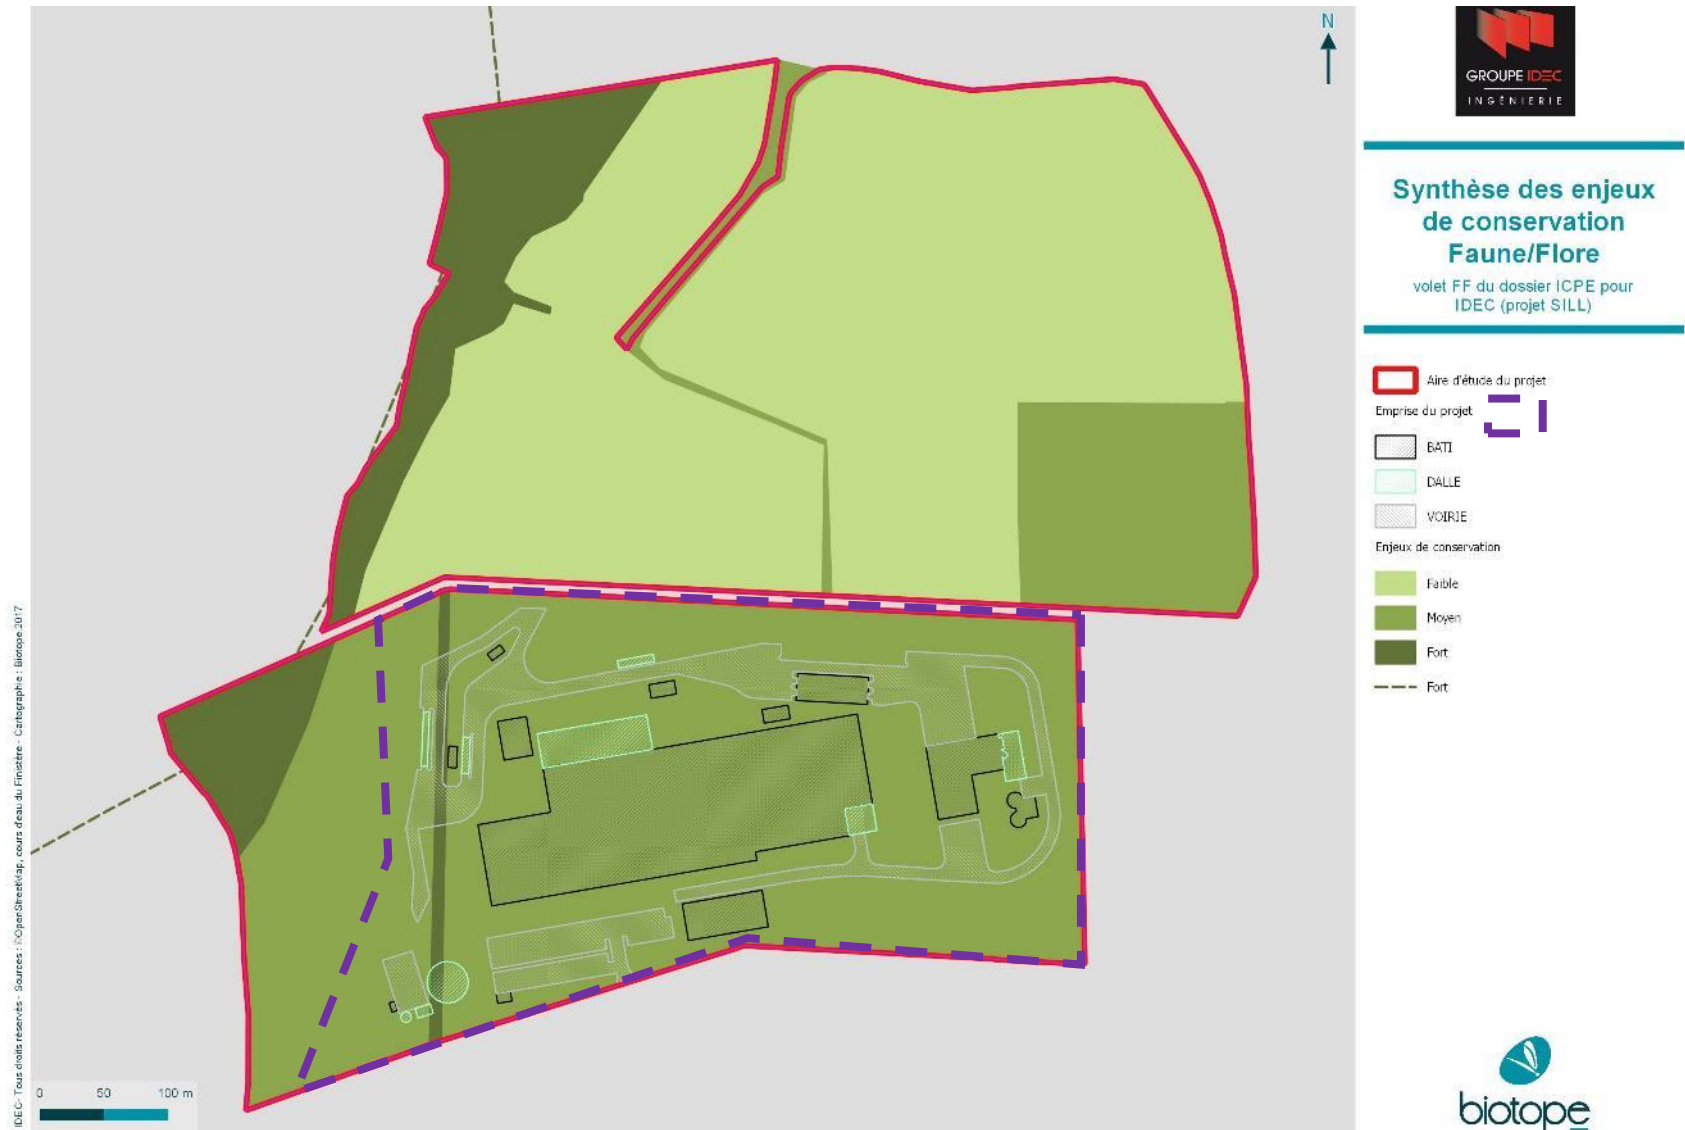 N
GROUPE IDEC
INGÉNIERIE
Synthèse des enjeux
de conservation
Faune/Flore
volet FF du dossier ICPE pour
IDEC (projet SILL)
Aire d'étude du projet
Emprise du projet
BATI
DALLE
VOIRIE
Enjeux de conservation
Faible
Moyen
Fort
Fort
0 50 100 m
IDEC- Tous droits réservés - Sources : ©OpenStreetMap, cours d'eau du Finistère - Cartographie : Biotope 2017
biotope